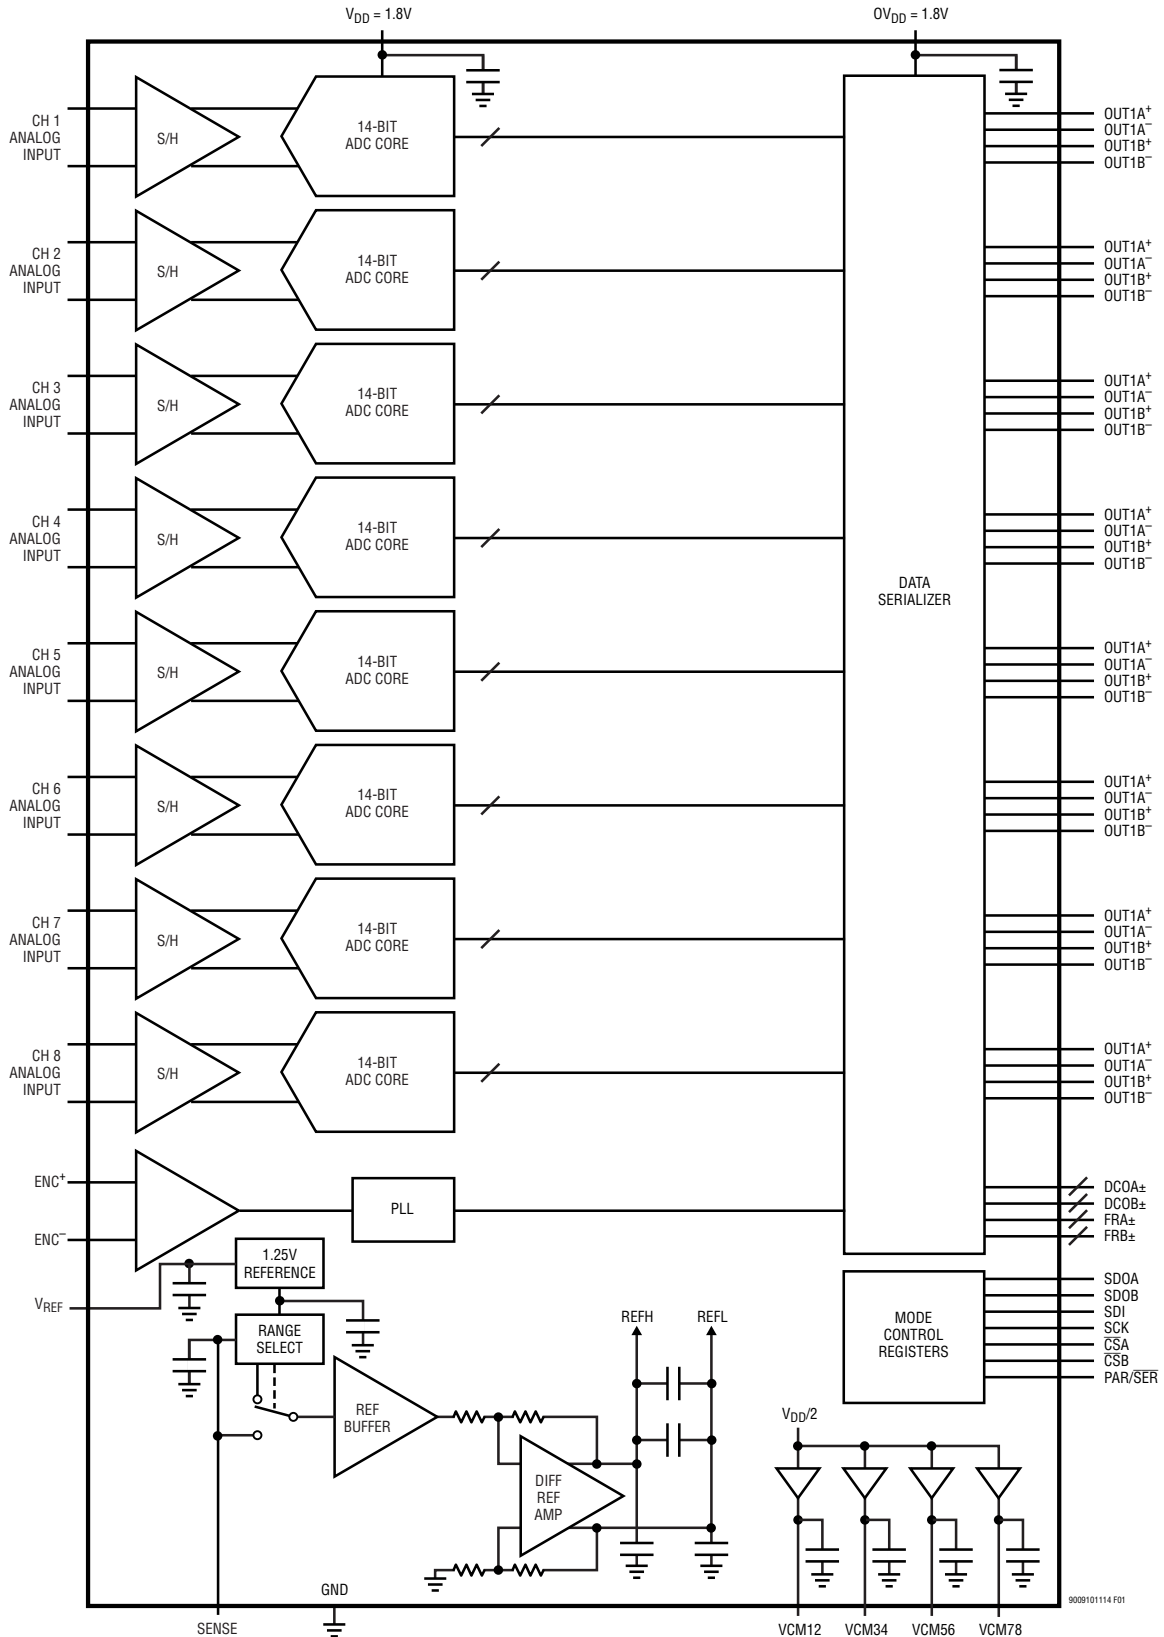 V_DD = 1.8V
OV_DD = 1.8V
CH 1
ANALOG
INPUT
S/H
14-BIT
ADC CORE
OUT1A+
OUT1A−
OUT1B+
OUT1B−
CH 2
ANALOG
INPUT
S/H
14-BIT
ADC CORE
OUT1A+
OUT1A−
OUT1B+
OUT1B−
CH 3
ANALOG
INPUT
S/H
14-BIT
ADC CORE
OUT1A+
OUT1A−
OUT1B+
OUT1B−
CH 4
ANALOG
INPUT
S/H
14-BIT
ADC CORE
OUT1A+
OUT1A−
OUT1B+
OUT1B−
DATA
SERIALIZER
CH 5
ANALOG
INPUT
S/H
14-BIT
ADC CORE
OUT1A+
OUT1A−
OUT1B+
OUT1B−
CH 6
ANALOG
INPUT
S/H
14-BIT
ADC CORE
OUT1A+
OUT1A−
OUT1B+
OUT1B−
CH 7
ANALOG
INPUT
S/H
14-BIT
ADC CORE
OUT1A+
OUT1A−
OUT1B+
OUT1B−
CH 8
ANALOG
INPUT
S/H
14-BIT
ADC CORE
OUT1A+
OUT1A−
OUT1B+
OUT1B−
ENC+
ENC−
PLL
DCOA±
DCOB±
FRA±
FRB±
1.25V
REFERENCE
V_REF
RANGE
SELECT
REFH
REFL
MODE
CONTROL
REGISTERS
SDOA
SDOB
SDI
SCK
C̅S̅A
C̅S̅B
PAR/S̅E̅R̅
REF
BUFFER
DIFF
REF
AMP
V_DD/2
GND
SENSE
VCM12
VCM34
VCM56
VCM78
9009101114 F01